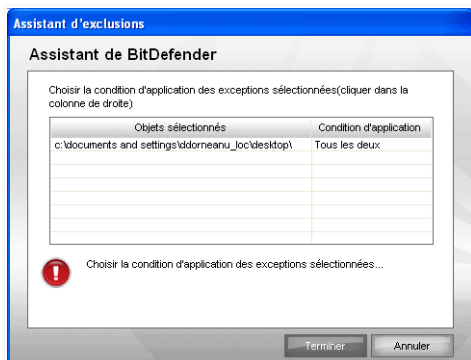 Assistant d'exclusions
Assistant de BitDefender
Choisir la condition d'application des exceptions sélectionnées(cliquer dans la
colonne de droite)
Objets sélectionnés Condition d'application
c:\documents and settings\ddorneanu_loc\desktop\ Tous les deux
Choisir la condition d'application des exceptions sélectionnées...
Terminer Annuler